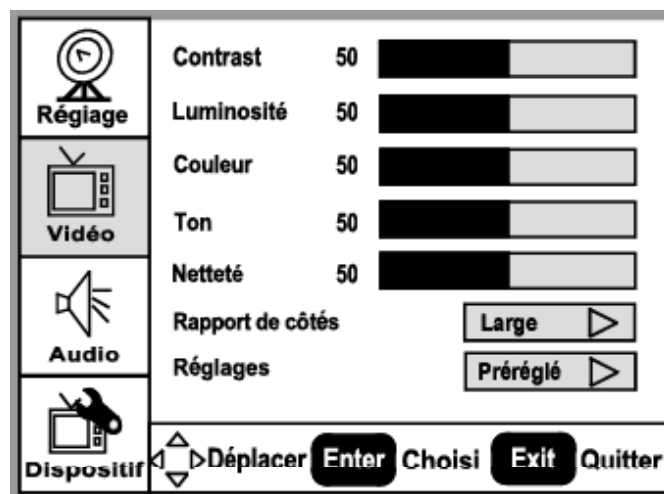 Réglage
Vidéo
Audio
Dispositif
Contrast 50
Luminosité 50
Couleur 50
Ton 50
Netteté 50
Rapport de côtés Large
Réglages Préréglé
Déplacer Enter Choisi Exit Quitter